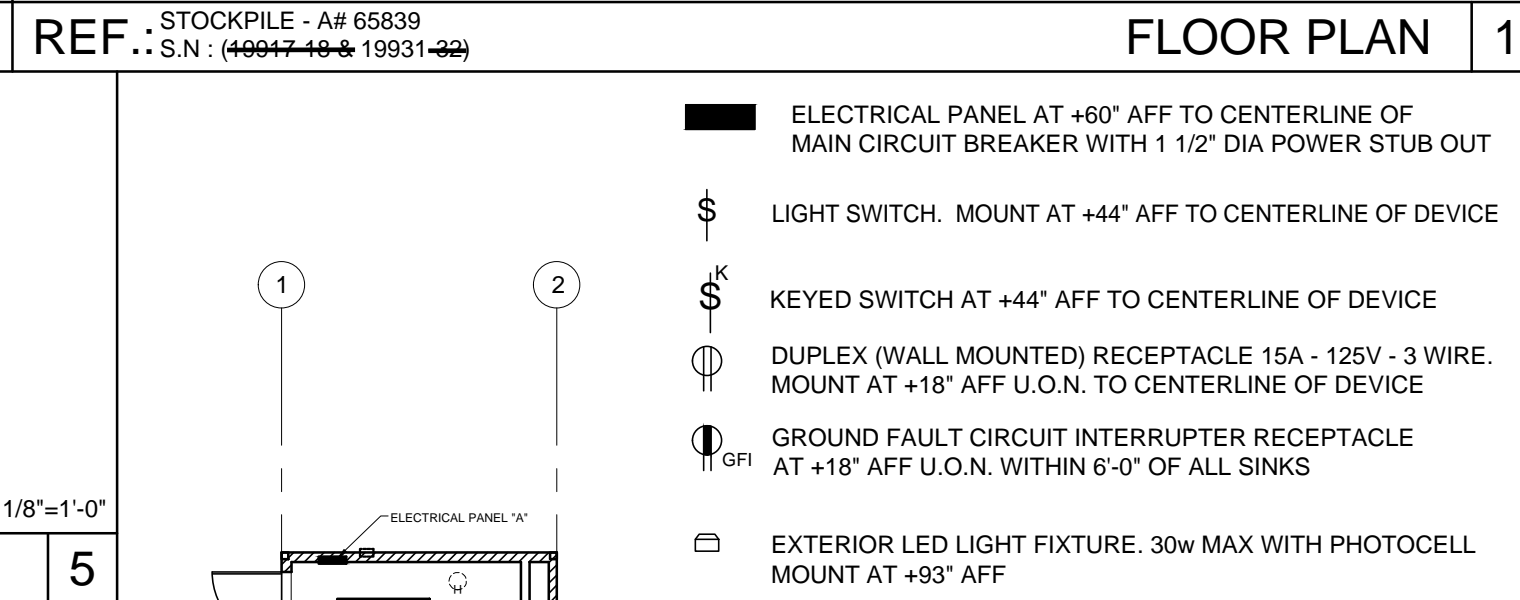 REF.:
STOCKPILE - A# 65839
S.N : (19917-18 & 19931-32)
FLOOR PLAN
1
ELECTRICAL PANEL AT +60" AFF TO CENTERLINE OF
MAIN CIRCUIT BREAKER WITH 1 1/2" DIA POWER STUB OUT
$
LIGHT SWITCH.  MOUNT AT +44" AFF TO CENTERLINE OF DEVICE
1
2
K
$
KEYED SWITCH AT +44" AFF TO CENTERLINE OF DEVICE
DUPLEX (WALL MOUNTED) RECEPTACLE 15A - 125V - 3 WIRE.
MOUNT AT +18" AFF U.O.N. TO CENTERLINE OF DEVICE
GFI
GROUND FAULT CIRCUIT INTERRUPTER RECEPTACLE
AT +18" AFF U.O.N. WITHIN 6'-0" OF ALL SINKS
1/8"=1'-0"
5
ELECTRICAL PANEL "A"
H
EXTERIOR LED LIGHT FIXTURE. 30w MAX WITH PHOTOCELL
MOUNT AT +93" AFF